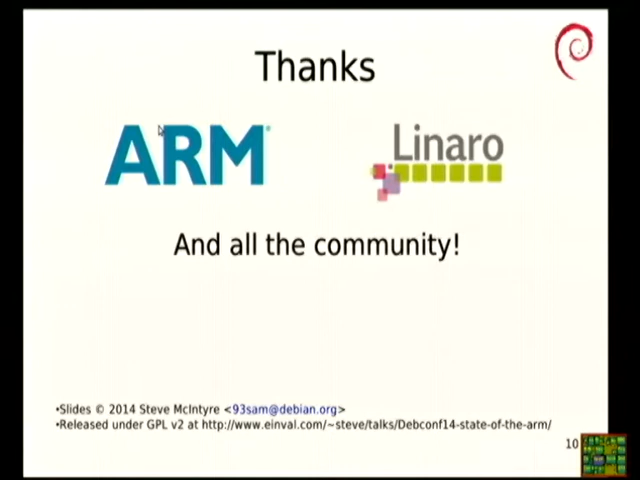 Thanks
ARM
Linaro
And all the community!
•Slides © 2014 Steve McIntyre <93sam@debian.org>
•Released under GPL v2 at http://www.einval.com/~steve/talks/Debconf14-state-of-the-arm/
10